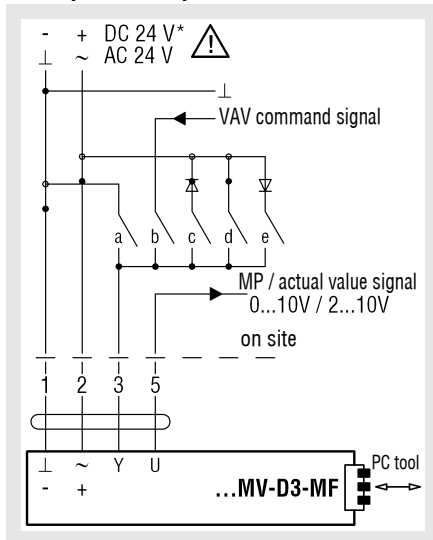 - + DC 24 V*
⊥ ~ AC 24 V
⊥
VAV command signal
a b c d e
MP / actual value signal
0...10V / 2...10V
on site
1 2 3 5
⊥ ~ Y U
- +
...MV-D3-MF
PC tool